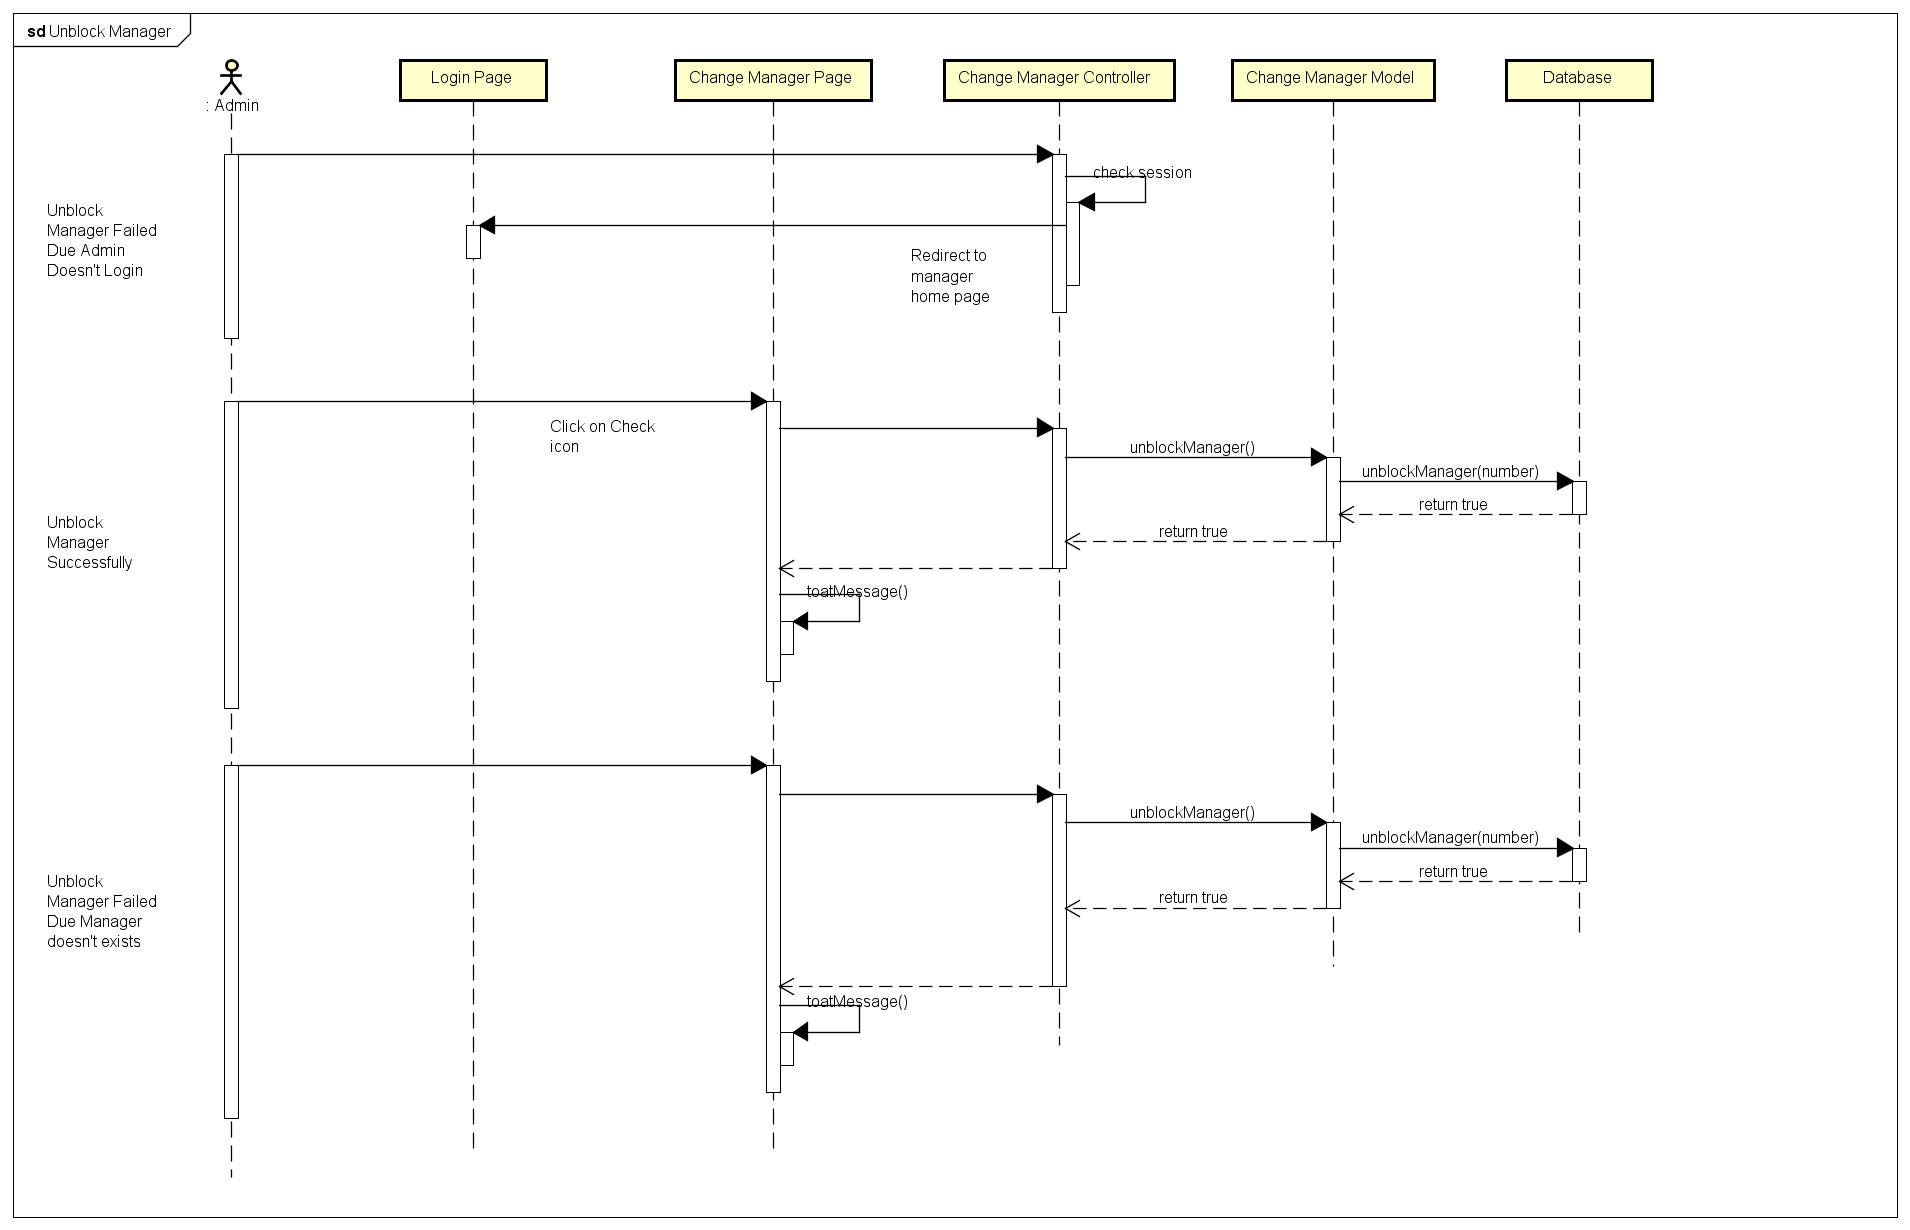 sd Unblock Manager
: Admin
Login Page
Change Manager Page
Change Manager Controller
Change Manager Model
Database
check session
Unblock
Manager Failed
Due Admin
Doesn't Login
Redirect to
manager
home page
Click on Check
icon
unblockManager()
unblockManager(number)
return true
return true
Unblock
Manager
Successfully
toatMessage()
unblockManager()
unblockManager(number)
return true
return true
Unblock
Manager Failed
Due Manager
doesn't exists
toatMessage()